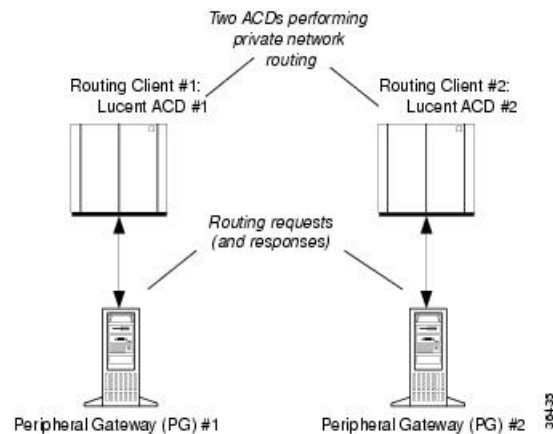 Two ACDs performing
private network
routing
Routing Client #1:
Lucent ACD #1
Routing Client #2:
Lucent ACD #2
Routing requests
(and responses)
Peripheral Gateway (PG) #1
Peripheral Gateway (PG) #2